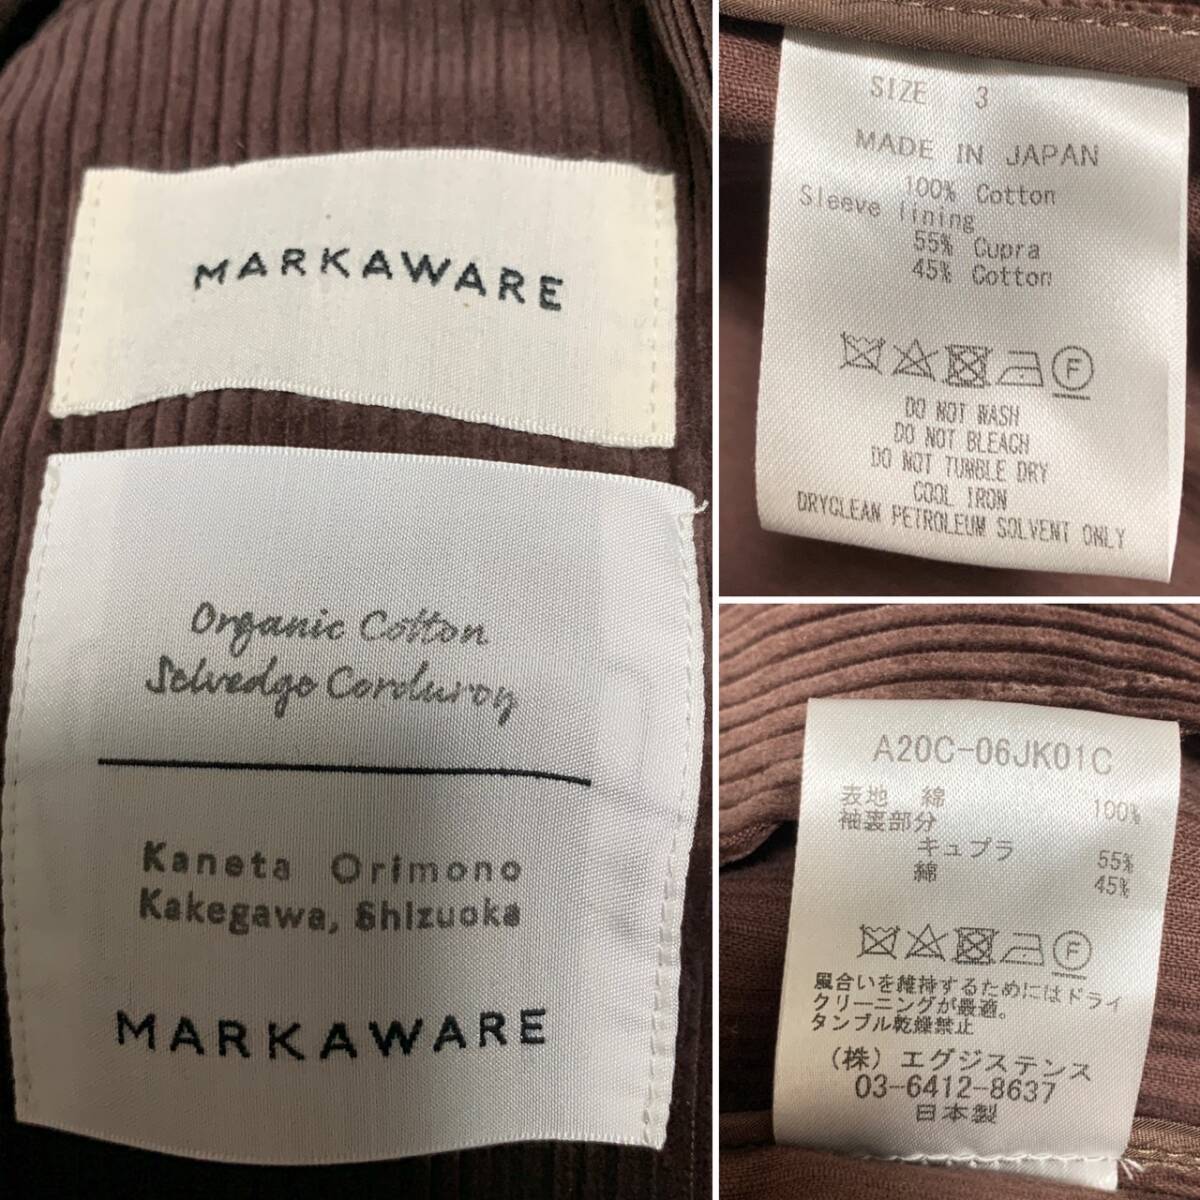 MARKAWARE
Organic Cotton
Selvedge Corduroy
Kaneta Orimono
Kakegawa, Shizuoka
MARKAWARE
SIZE 3
MADE IN JAPAN
100% Cotton
Sleeve lining
55% Cupra
45% Cotton
F
DO NOT WASH
DO NOT BLEACH
DO NOT TUMBLE DRY
COOL IRON
DRYCLEAN PETROLEUM SOLVENT ONLY
A20C-06JK01C
表地 綿 100%
袖裏部分
キュプラ 55%
綿 45%
F
風合いを維持するためにはドライ
クリーニングが最適。
タンブル乾燥禁止
(株) エグジステンス
03-6412-8637
日本製